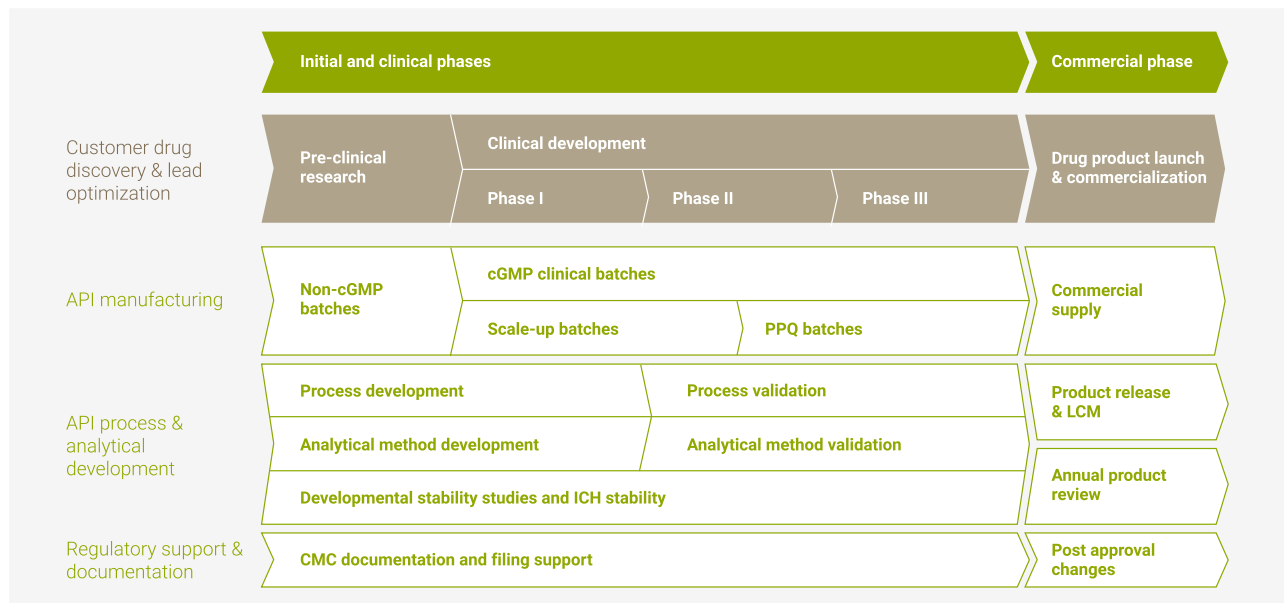 Initial and clinical phases
Commercial phase
Customer drug
discovery & lead
optimization
Pre-clinical
research
Clinical development
Phase I
Phase II
Phase III
Drug product launch
& commercialization
API manufacturing
Non-cGMP
batches
cGMP clinical batches
Scale-up batches
PPQ batches
Commercial
supply
API process &
analytical
development
Process development
Process validation
Analytical method development
Analytical method validation
Developmental stability studies and ICH stability
Product release
& LCM
Annual product
review
Regulatory support &
documentation
CMC documentation and filing support
Post approval
changes